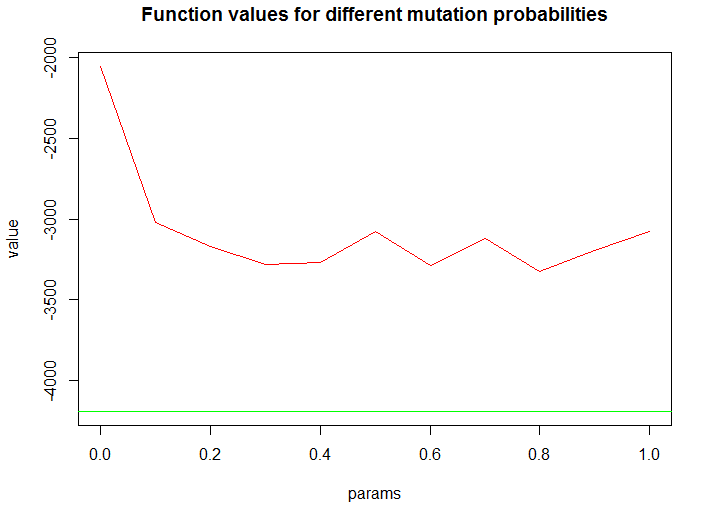 Function values for different mutation probabilities
value
-2000
-2500
-3000
-3500
-4000
0.0 0.2 0.4 0.6 0.8 1.0
params